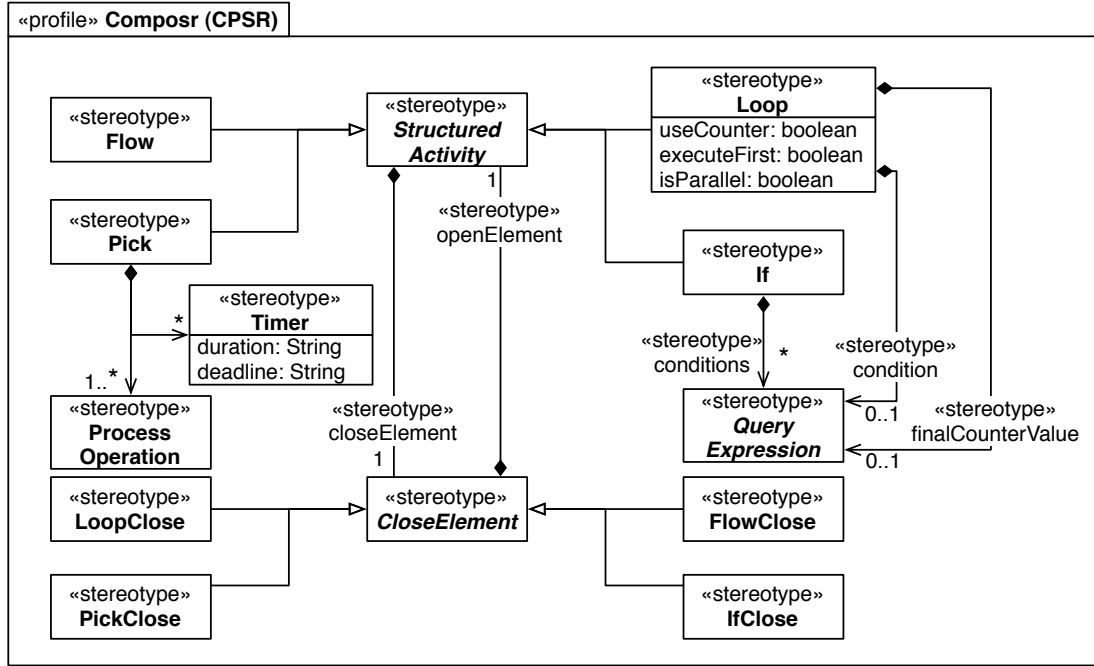 «profile» Composr (CPSR)
«stereotype»
Flow
«stereotype»
Structured
Activity
«stereotype»
Loop
useCounter: boolean
executeFirst: boolean
isParallel: boolean
1
«stereotype»
openElement
«stereotype»
Pick
«stereotype»
If
«stereotype»
Timer
duration: String
deadline: String
*
1..*
«stereotype»
conditions
*
«stereotype»
condition
0..1
«stereotype»
finalCounterValue
0..1
«stereotype»
Process
Operation
«stereotype»
closeElement
1
«stereotype»
Query
Expression
«stereotype»
LoopClose
«stereotype»
CloseElement
«stereotype»
FlowClose
«stereotype»
PickClose
«stereotype»
IfClose